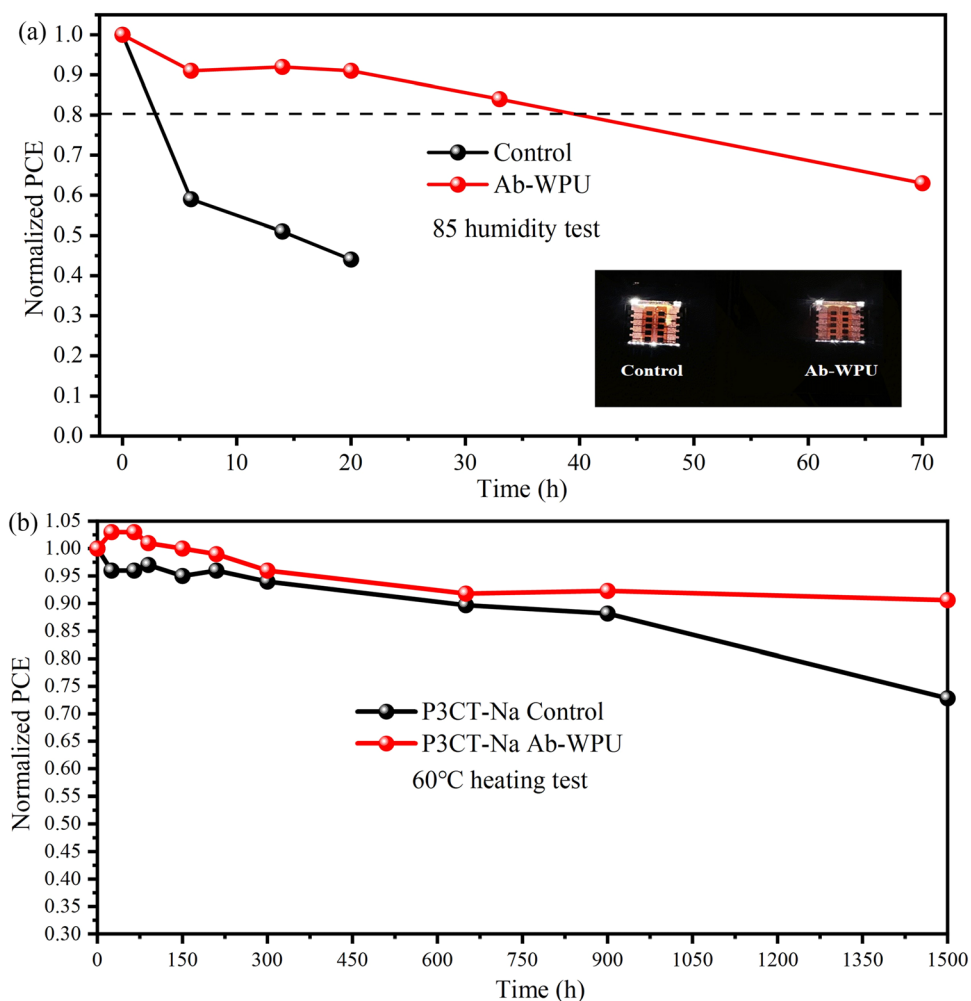 (a)
1.0
0.9
0.8
0.7
0.6
0.5
0.4
0.3
0.2
0.1
0.0
Normalized PCE
Control
Ab-WPU
85 humidity test
Control
Ab-WPU
0 10 20 30 40 50 60 70
Time (h)
(b)
1.05
1.00
0.95
0.90
0.85
0.80
0.75
0.70
0.65
0.60
0.55
0.50
0.45
0.40
0.35
0.30
Normalized PCE
P3CT-Na Control
P3CT-Na Ab-WPU
60°C heating test
0 150 300 450 600 750 900 1050 1200 1350 1500
Time (h)